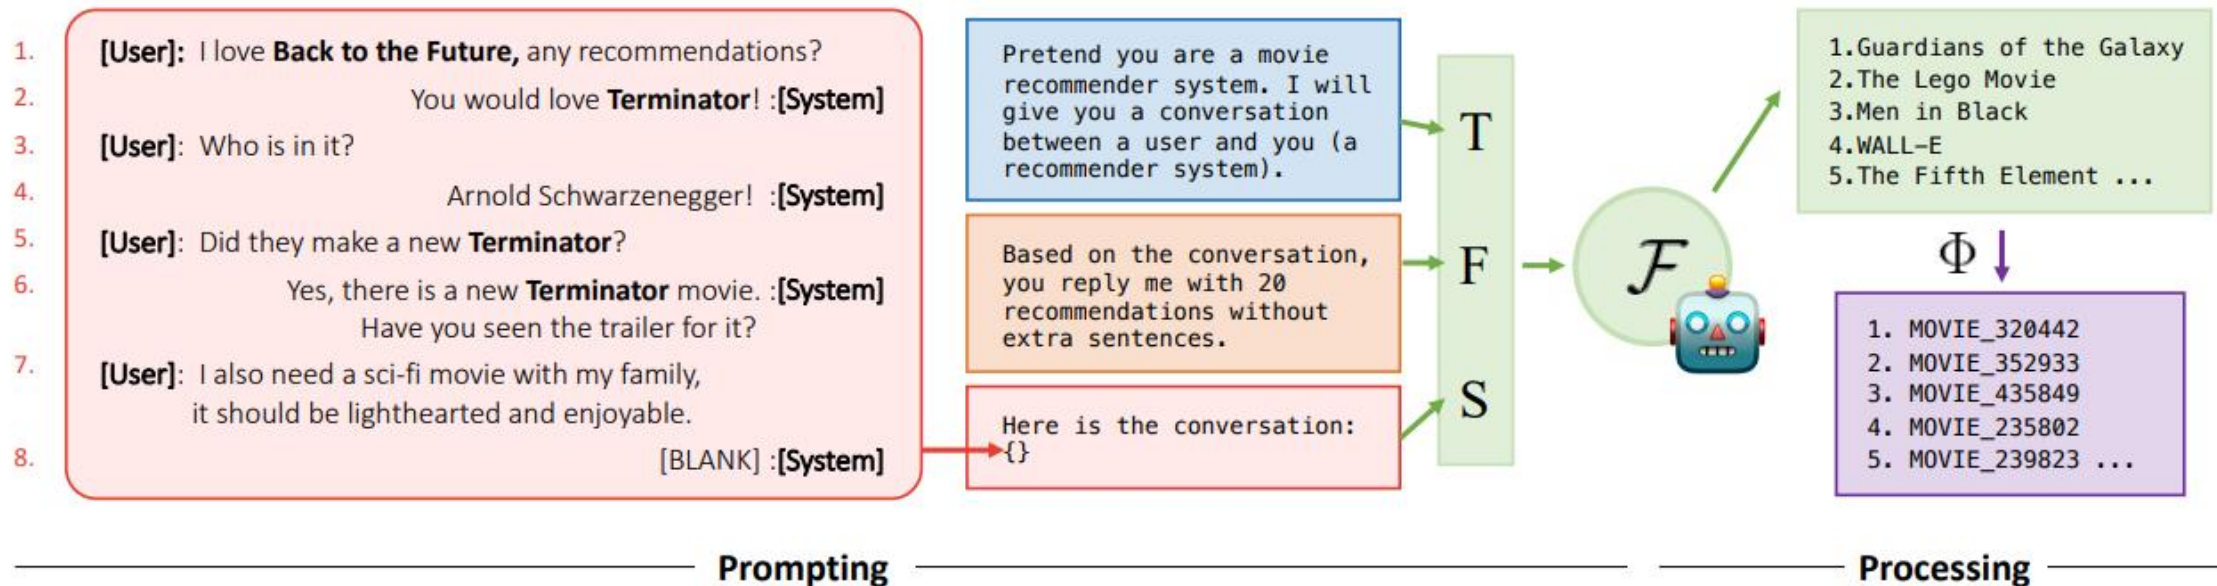 1. [User]: I love Back to the Future, any recommendations?
2. You would love Terminator! :[System]
3. [User]: Who is in it?
4. Arnold Schwarzenegger! :[System]
5. [User]: Did they make a new Terminator?
6. Yes, there is a new Terminator movie. :[System]
Have you seen the trailer for it?
7. [User]: I also need a sci-fi movie with my family,
it should be lighthearted and enjoyable.
8. [BLANK] :[System]
Pretend you are a movie
recommender system. I will
give you a conversation
between a user and you (a
recommender system).
Based on the conversation,
you reply me with 20
recommendations without
extra sentences.
Here is the conversation:
{}
T
F
S
ℱ
1.Guardians of the Galaxy
2.The Lego Movie
3.Men in Black
4.WALL-E
5.The Fifth Element ...
Φ
1. MOVIE_320442
2. MOVIE_352933
3. MOVIE_435849
4. MOVIE_235802
5. MOVIE_239823 ...
Prompting
Processing